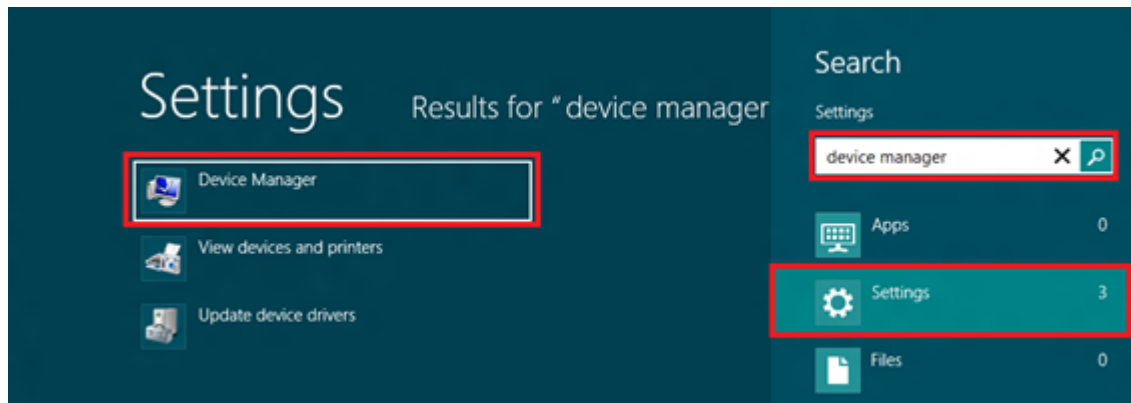 Settings
Results for “device manager
Device Manager
View devices and printers
Update device drivers
Search
Settings
device manager
Apps 0
Settings 3
Files 0